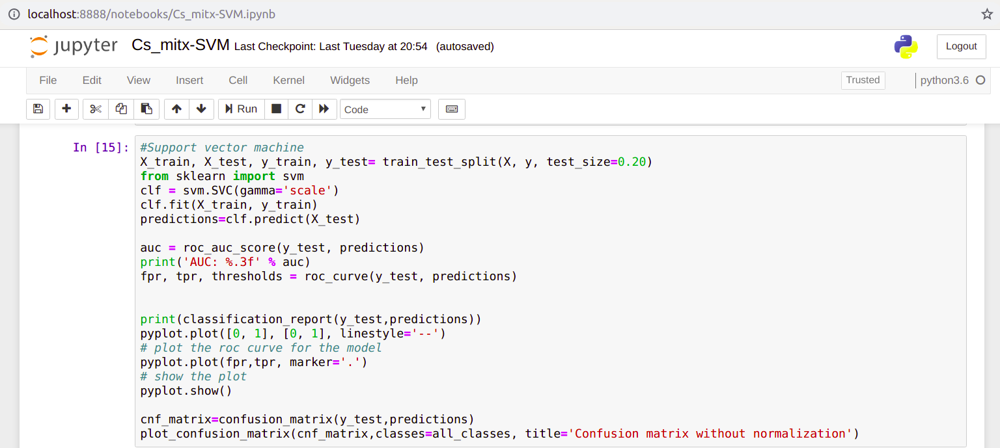 localhost:8888/notebooks/Cs_mitx-SVM.ipynb
jupyter Cs_mitx-SVM Last Checkpoint: Last Tuesday at 20:54 (autosaved) Logout
File Edit View Insert Cell Kernel Widgets Help Trusted python3.6
Run Code
In [15]: #Support vector machine
X_train, X_test, y_train, y_test= train_test_split(X, y, test_size=0.20)
from sklearn import svm
clf = svm.SVC(gamma='scale')
clf.fit(X_train, y_train)
predictions=clf.predict(X_test)
auc = roc_auc_score(y_test, predictions)
print('AUC: %.3f' % auc)
fpr, tpr, thresholds = roc_curve(y_test, predictions)
print(classification_report(y_test,predictions))
pyplot.plot([0, 1], [0, 1], linestyle='--')
# plot the roc curve for the model
pyplot.plot(fpr,tpr, marker='.')
# show the plot
pyplot.show()
cnf_matrix=confusion_matrix(y_test,predictions)
plot_confusion_matrix(cnf_matrix,classes=all_classes, title='Confusion matrix without normalization')